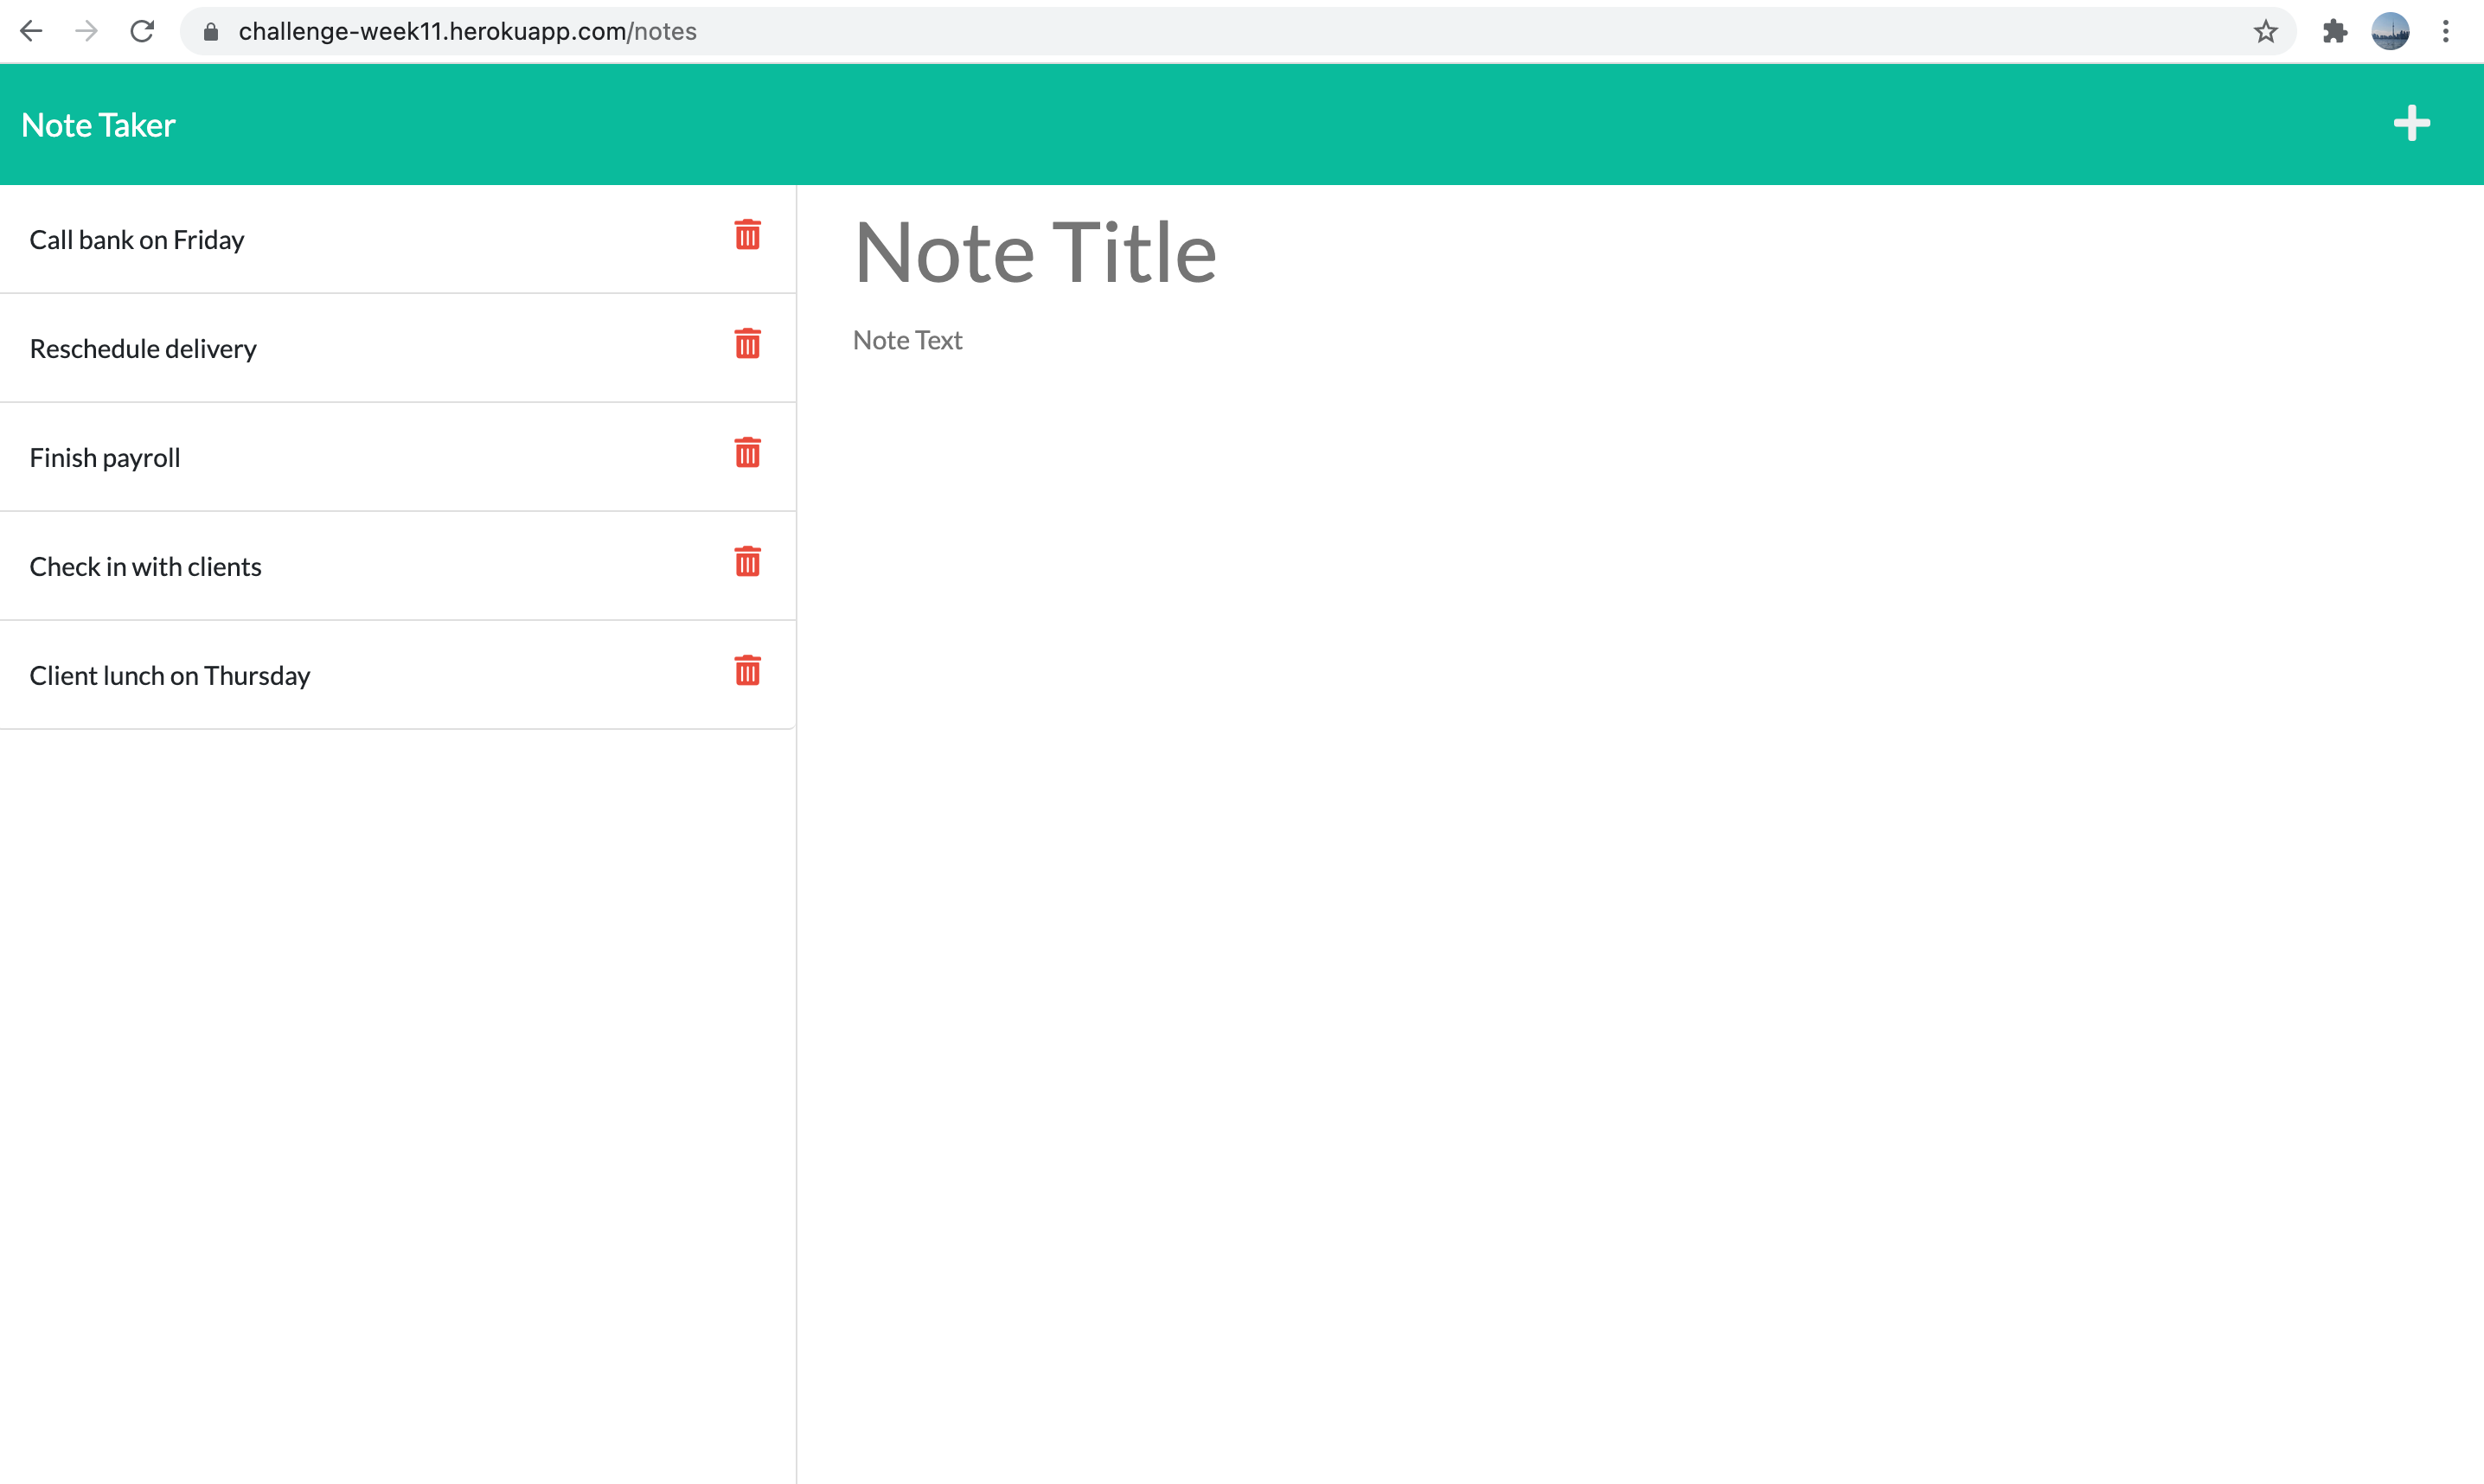 challenge-week11.herokuapp.com/notes
Note Taker
Call bank on Friday
Reschedule delivery
Finish payroll
Check in with clients
Client lunch on Thursday
Note Title
Note Text